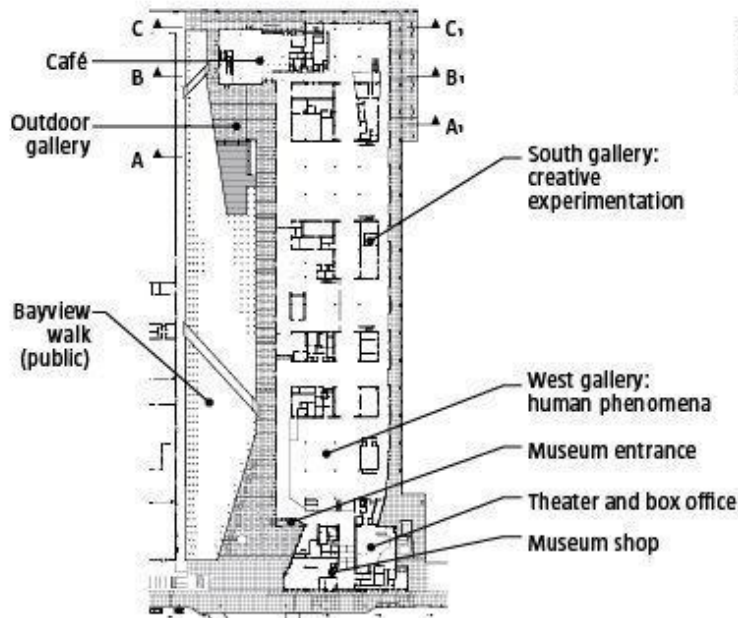 C
C₁
Café
B
B₁
Outdoor
gallery
A₁
A
South gallery:
creative
experimentation
Bayview
walk
(public)
West gallery:
human phenomena
Museum entrance
Theater and box office
Museum shop